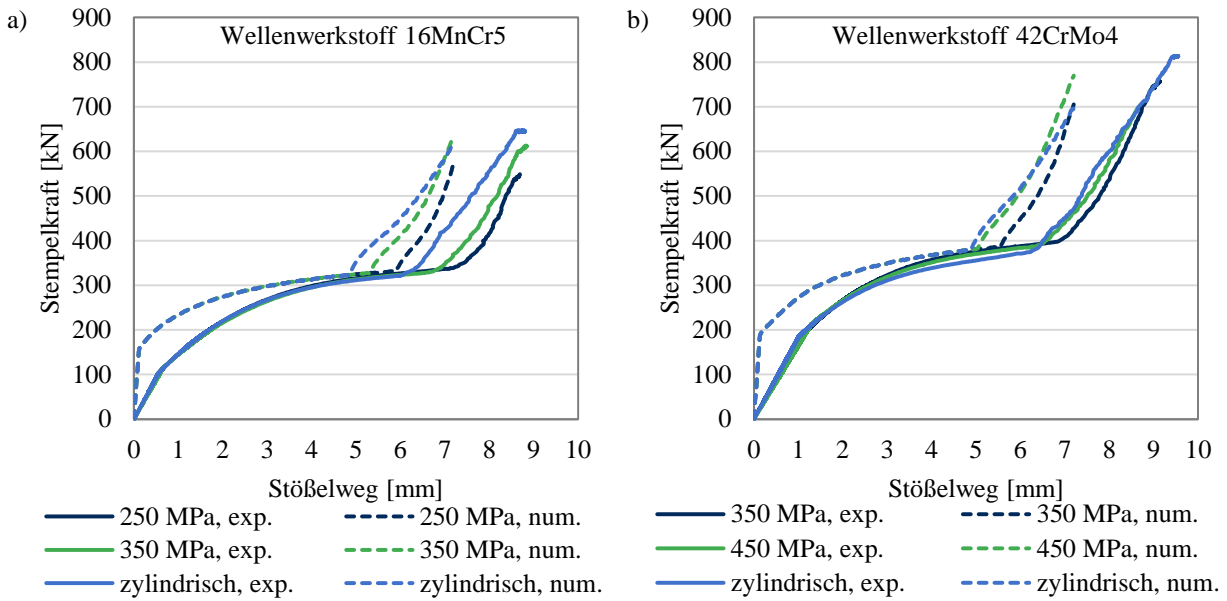 a)
Wellenwerkstoff 16MnCr5
Stempelkraft [kN]
900
800
700
600
500
400
300
200
100
0
0 1 2 3 4 5 6 7 8 9 10
Stößelweg [mm]
250 MPa, exp. 250 MPa, num.
350 MPa, exp. 350 MPa, num.
zylindrisch, exp. zylindrisch, num.
b)
Wellenwerkstoff 42CrMo4
Stempelkraft [kN]
900
800
700
600
500
400
300
200
100
0
0 1 2 3 4 5 6 7 8 9 10
Stößelweg [mm]
350 MPa, exp. 350 MPa, num.
450 MPa, exp. 450 MPa, num.
zylindrisch, exp. zylindrisch, num.